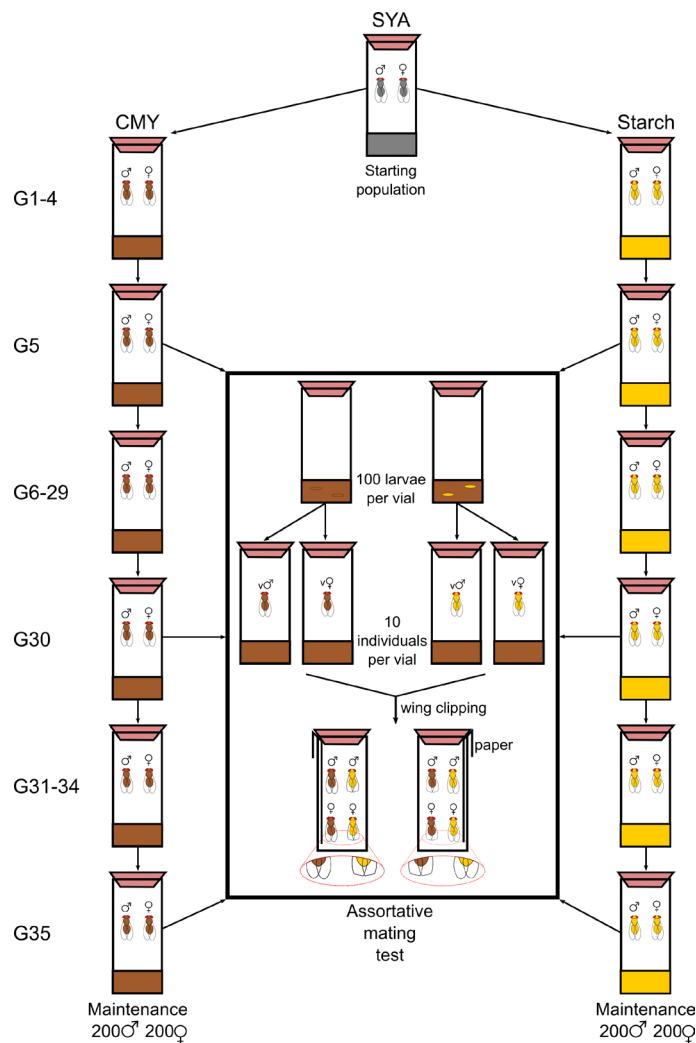 SYA
CMY
Starch
♂ ♀
Starting
population
G1-4
♂ ♀
♂ ♀
G5
♂ ♀
♂ ♀
G6-29
♂ ♀
♂ ♀
100 larvae
per vial
v♂
v♀
v♂
v♀
10
individuals
per vial
G30
♂ ♀
♂ ♀
wing clipping
paper
G31-34
♂ ♀
♂ ♀
♂ ♂
♀ ♀
♂ ♂
♀ ♀
G35
♂ ♀
♂ ♀
Assortative
mating
test
Maintenance
200♂ 200♀
Maintenance
200♂ 200♀